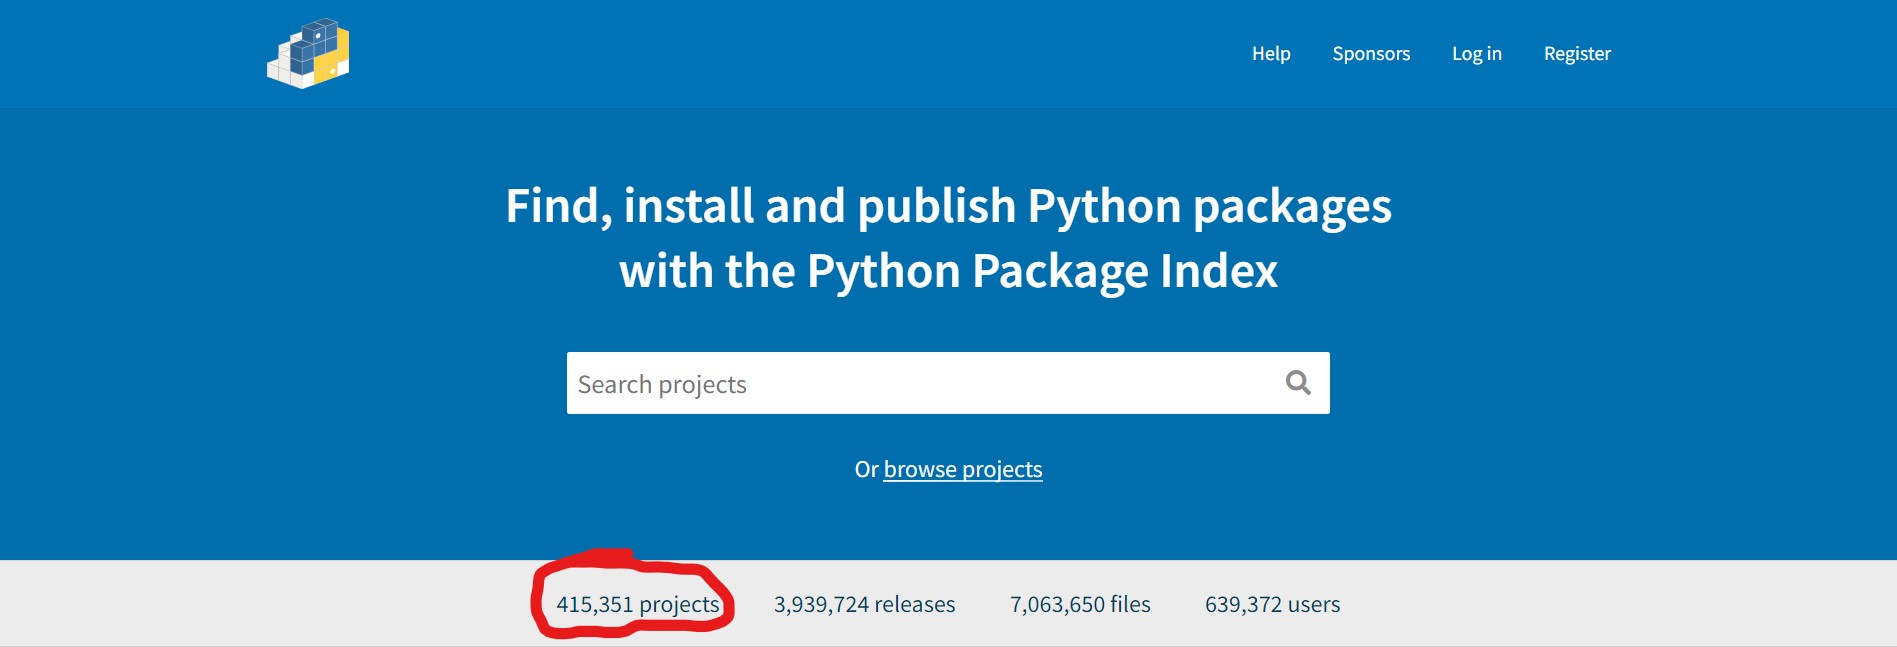 Help Sponsors Log in Register
Find, install and publish Python packages
with the Python Package Index
Search projects
Or browse projects
415,351 projects 3,939,724 releases 7,063,650 files 639,372 users